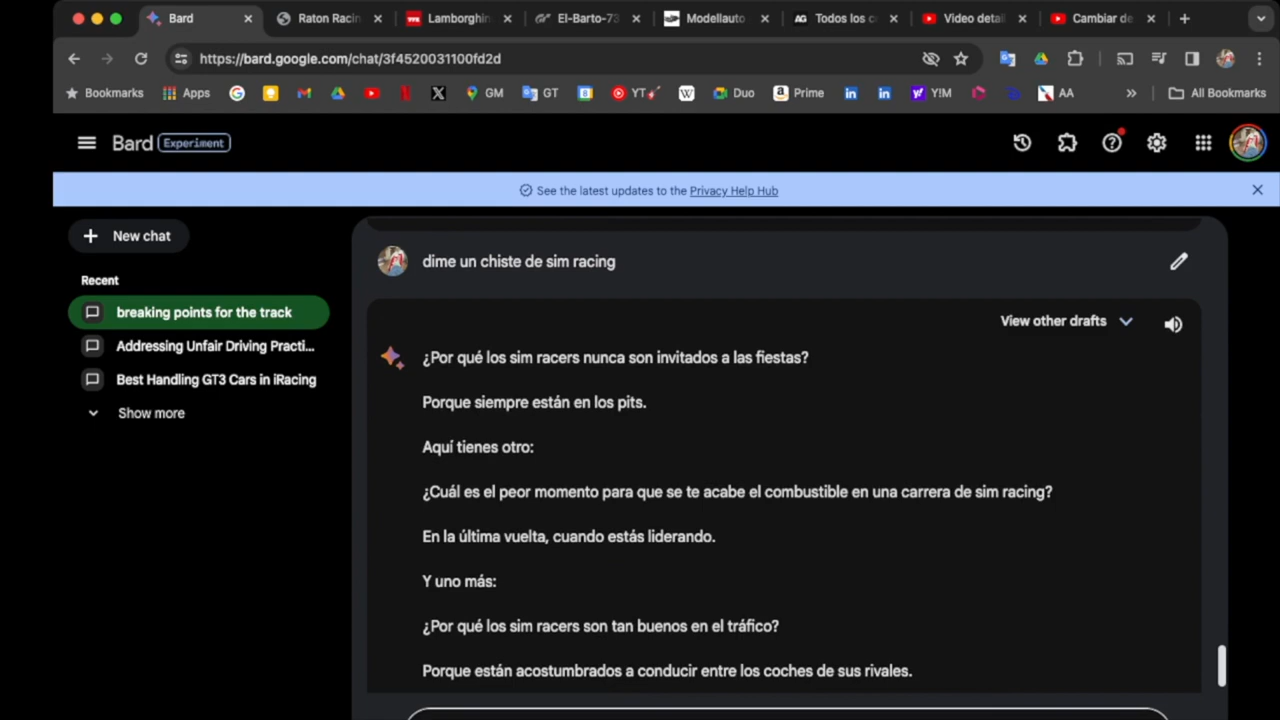 Bard
Raton Racin
Lamborghin
El-Barto-73
Modellauto
Todos los c
Video detai
Cambiar de
https://bard.google.com/chat/3f4520031100fd2d
Bookmarks
Apps
GM
GT
YT
Duo
Prime
Y!M
AA
All Bookmarks
Bard Experiment
See the latest updates to the Privacy Help Hub
New chat
Recent
breaking points for the track
Addressing Unfair Driving Practi...
Best Handling GT3 Cars in iRacing
Show more
dime un chiste de sim racing
View other drafts
¿Por qué los sim racers nunca son invitados a las fiestas?
Porque siempre están en los pits.
Aquí tienes otro:
¿Cuál es el peor momento para que se te acabe el combustible en una carrera de sim racing?
En la última vuelta, cuando estás liderando.
Y uno más:
¿Por qué los sim racers son tan buenos en el tráfico?
Porque están acostumbrados a conducir entre los coches de sus rivales.